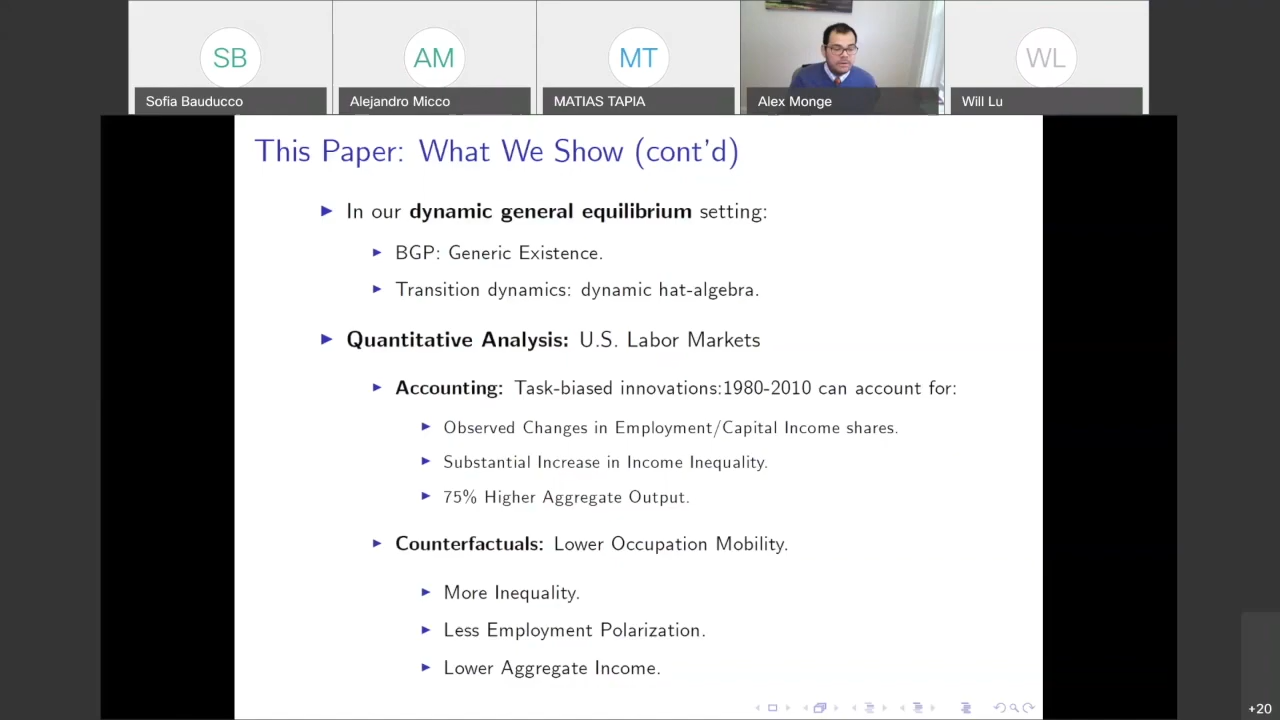 SB
AM
MT
WL
Sofia Bauducco
Alejandro Micco
MATIAS TAPIA
Alex Monge
Will Lu
This Paper: What We Show (cont'd)
In our dynamic general equilibrium setting:
BGP: Generic Existence.
Transition dynamics: dynamic hat-algebra.
Quantitative Analysis: U.S. Labor Markets
Accounting: Task-biased innovations:1980-2010 can account for:
Observed Changes in Employment/Capital Income shares.
Substantial Increase in Income Inequality.
75% Higher Aggregate Output.
Counterfactuals: Lower Occupation Mobility.
More Inequality.
Less Employment Polarization.
Lower Aggregate Income.
+20